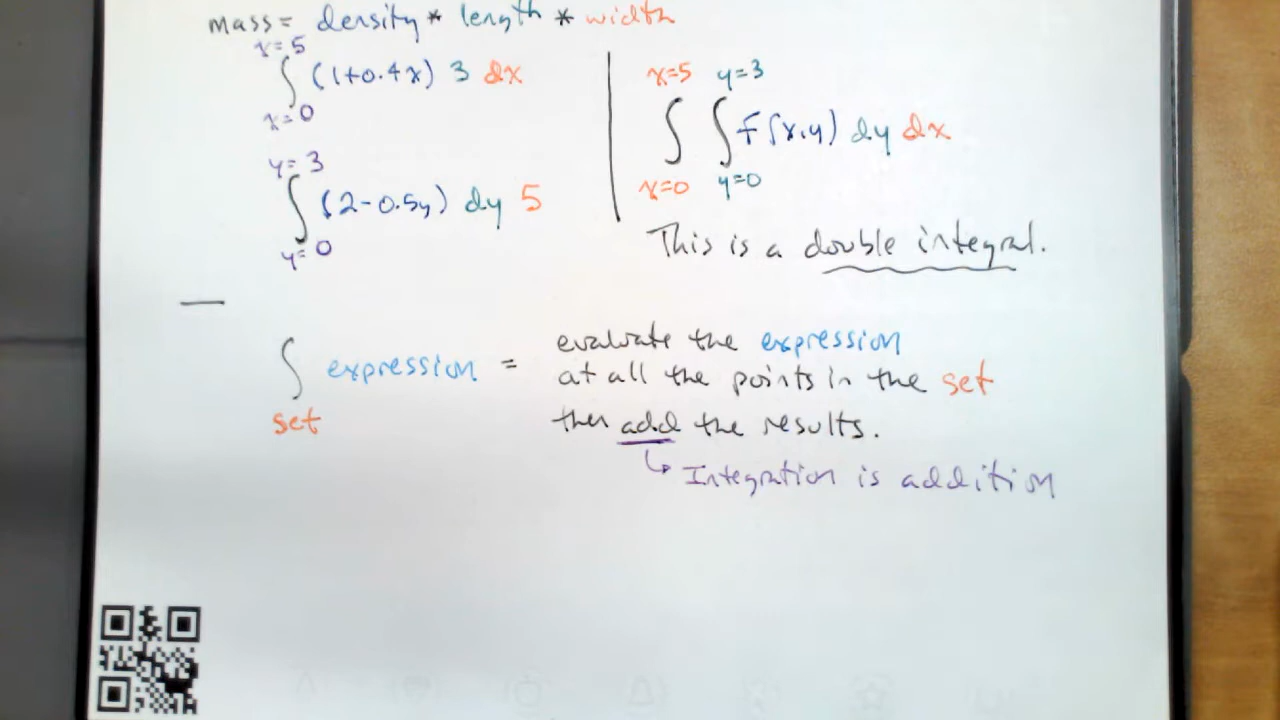 mass = density * length * width
x=5
∫ (1+0.4x) 3 dx
x=0
y=3
∫ (2-0.5y) dy 5
y=0
x=5 y=3
∫ ∫ f(x,y) dy dx
x=0 y=0
This is a double integral.
∫ expression =
set
evaluate the expression
at all the points in the set
then add the results.
↳ Integration is addition